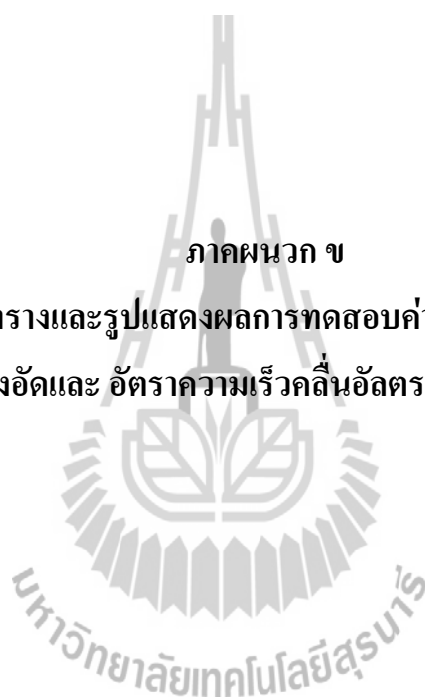 ภาคผนวก ข
ตารางและรูปแสดงผลการทดสอบค่า
อัดและ อัตราความเร็วคลื่นอัลตร
มหาวิทยาลัยเทคโนโลยีสุรนารี